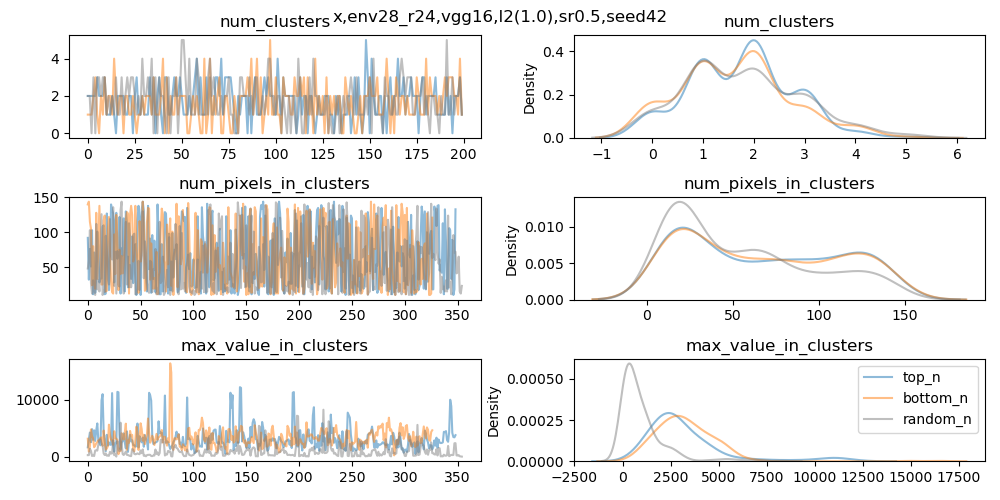 x,env28_r24,vgg16,l2(1.0),sr0.5,seed42
num_clusters
4
2
0
0 25 50 75 100 125 150 175 200
num_clusters
Density
0.4
0.2
0.0
−1 0 1 2 3 4 5 6
num_pixels_in_clusters
150
100
50
0 50 100 150 200 250 300 350
num_pixels_in_clusters
Density
0.010
0.005
0.000
0 50 100 150
max_value_in_clusters
10000
0
0 50 100 150 200 250 300 350
max_value_in_clusters
Density
0.00050
0.00025
0.00000
−2500 0 2500 5000 7500 10000 12500 15000 17500
top_n
bottom_n
random_n